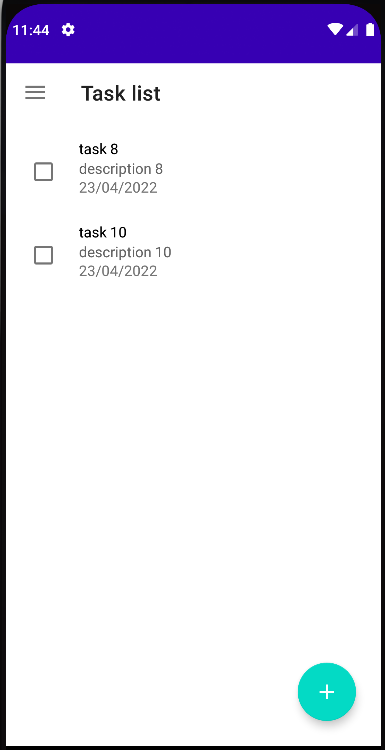 11:44
Task list
task 8
description 8
23/04/2022
task 10
description 10
23/04/2022